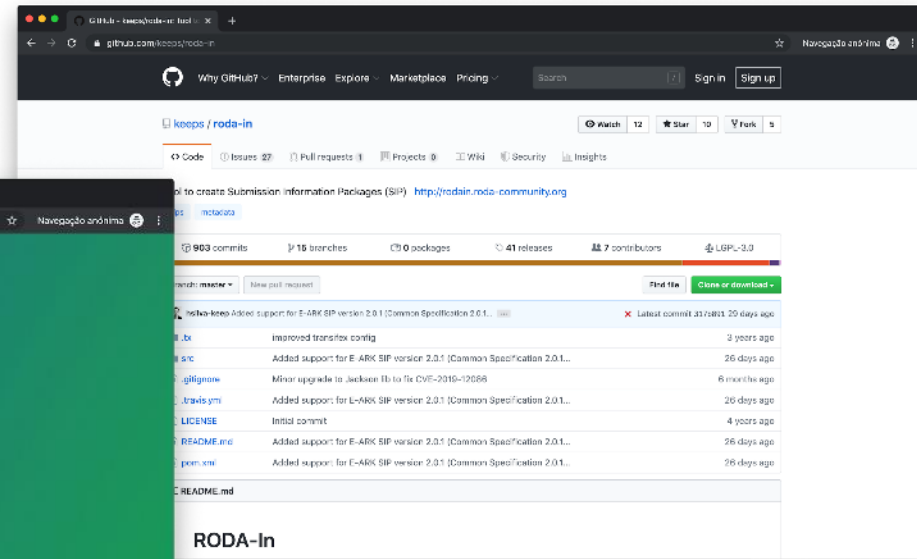 GitHub - keeps/roda-in: tool to
github.com/keeps/roda-in
Navegação anónima
Why GitHub? Enterprise Explore Marketplace Pricing Search / Sign in Sign up
keeps / roda-in
Watch 12 Star 10 Fork 5
Code Issues 27 Pull requests 1 Projects 0 Wiki Security Insights
ol to create Submission Information Packages (SIP) http://rodain.roda-community.org
metadata
Navegação anónima
903 commits 15 branches 0 packages 41 releases 7 contributors LGPL-3.0
ranch: master New pull request Find file Clone or download
hsilva-keep Added support for E-ARK SIP version 2.0.1 (Common Specification 2.0.1... Latest commit 29 days ago
.tx improved transifex config 3 years ago
src Added support for E-ARK SIP version 2.0.1 (Common Specification 2.0.1... 26 days ago
.gitignore Minor upgrade to Jackson lib to fix CVE-2019-12086 6 months ago
.travis.yml Added support for E-ARK SIP version 2.0.1 (Common Specification 2.0.1... 26 days ago
LICENSE Initial commit 4 years ago
README.md Added support for E-ARK SIP version 2.0.1 (Common Specification 2.0.1... 26 days ago
pom.xml Added support for E-ARK SIP version 2.0.1 (Common Specification 2.0.1... 26 days ago
README.md
RODA-In